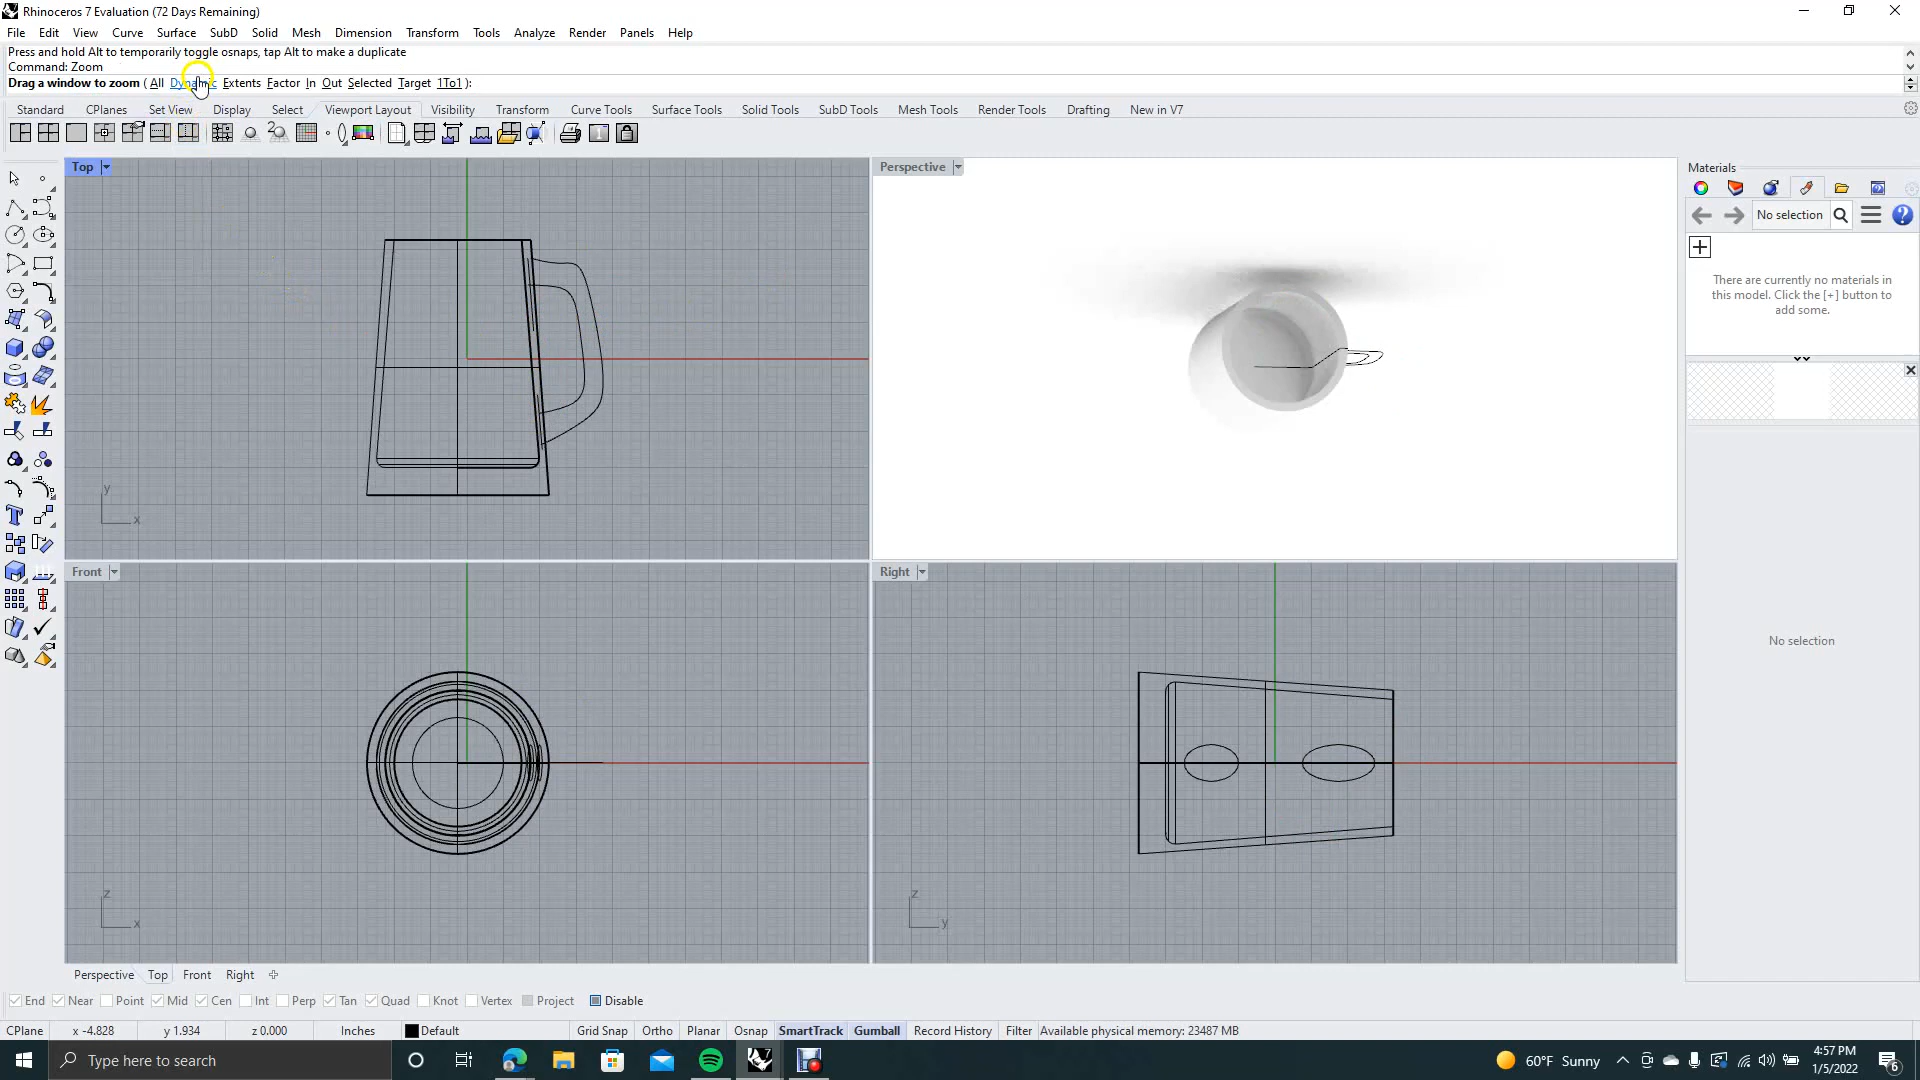 Rhinoceros 7 Evaluation (72 Days Remaining)
File Edit View Curve Surface SubD Solid Mesh Dimension Transform Tools Analyze Render Panels Help
Press and hold Alt to temporarily toggle osnaps, tap Alt to make a duplicate
Command: Zoom
Drag a window to zoom ( All Dynamic Extents Factor In Out Selected Target 1To1 ):
Standard CPlanes Set View Display Select Viewport Layout Visibility Transform Curve Tools Surface Tools Solid Tools SubD Tools Mesh Tools Render Tools Drafting New in V7
Top
Perspective
Materials
No selection
There are currently no materials in
this model. Click the [+] button to
add some.
y
x
Front
Right
No selection
z
x
z
y
Perspective Top Front Right
End Near Point Mid Cen Int Perp Tan Quad Knot Vertex Project Disable
CPlane x -4.828 y 1.934 z 0.000 Inches Default Grid Snap Ortho Planar Osnap SmartTrack Gumball Record History Filter Available physical memory: 23487 MB
Type here to search
60°F Sunny
4:57 PM
1/5/2022
6